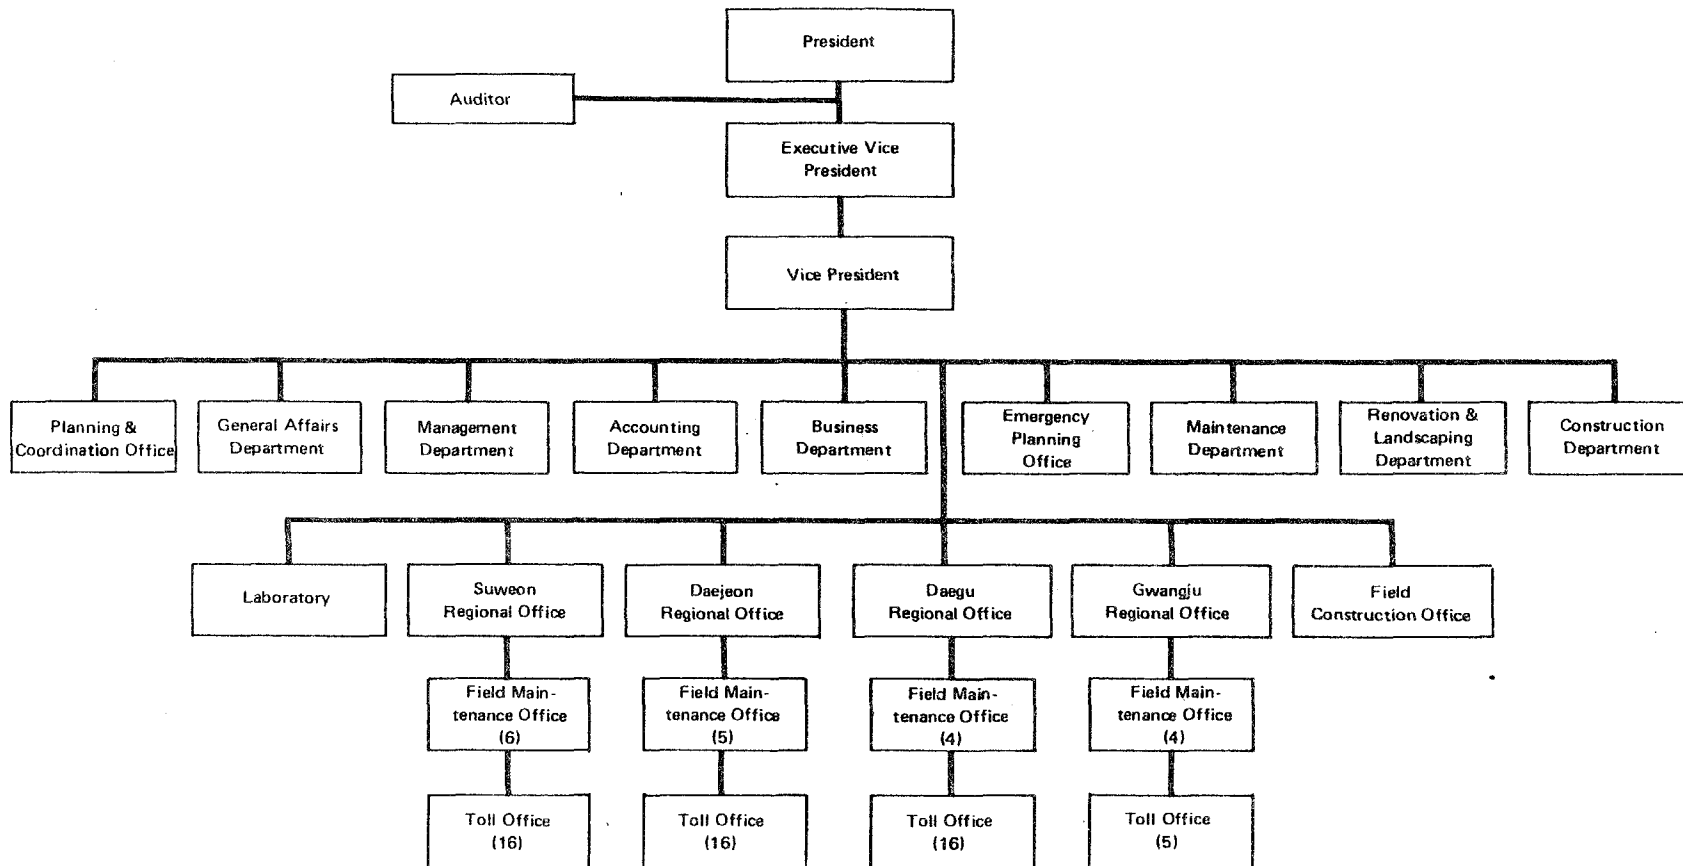 President
Auditor
Executive Vice
President
Vice President
Planning &
Coordination Office
General Affairs
Department
Management
Department
Accounting
Department
Business
Department
Emergency
Planning
Office
Maintenance
Department
Renovation &
Landscaping
Department
Construction
Department
Laboratory
Suweon
Regional Office
Daejeon
Regional Office
Daegu
Regional Office
Gwangju
Regional Office
Field
Construction Office
Field Main-
tenance Office
(6)
Field Main-
tenance Office
(5)
Field Main-
tenance Office
(4)
Field Main-
tenance Office
(4)
Toll Office
(16)
Toll Office
(16)
Toll Office
(16)
Toll Office
(5)